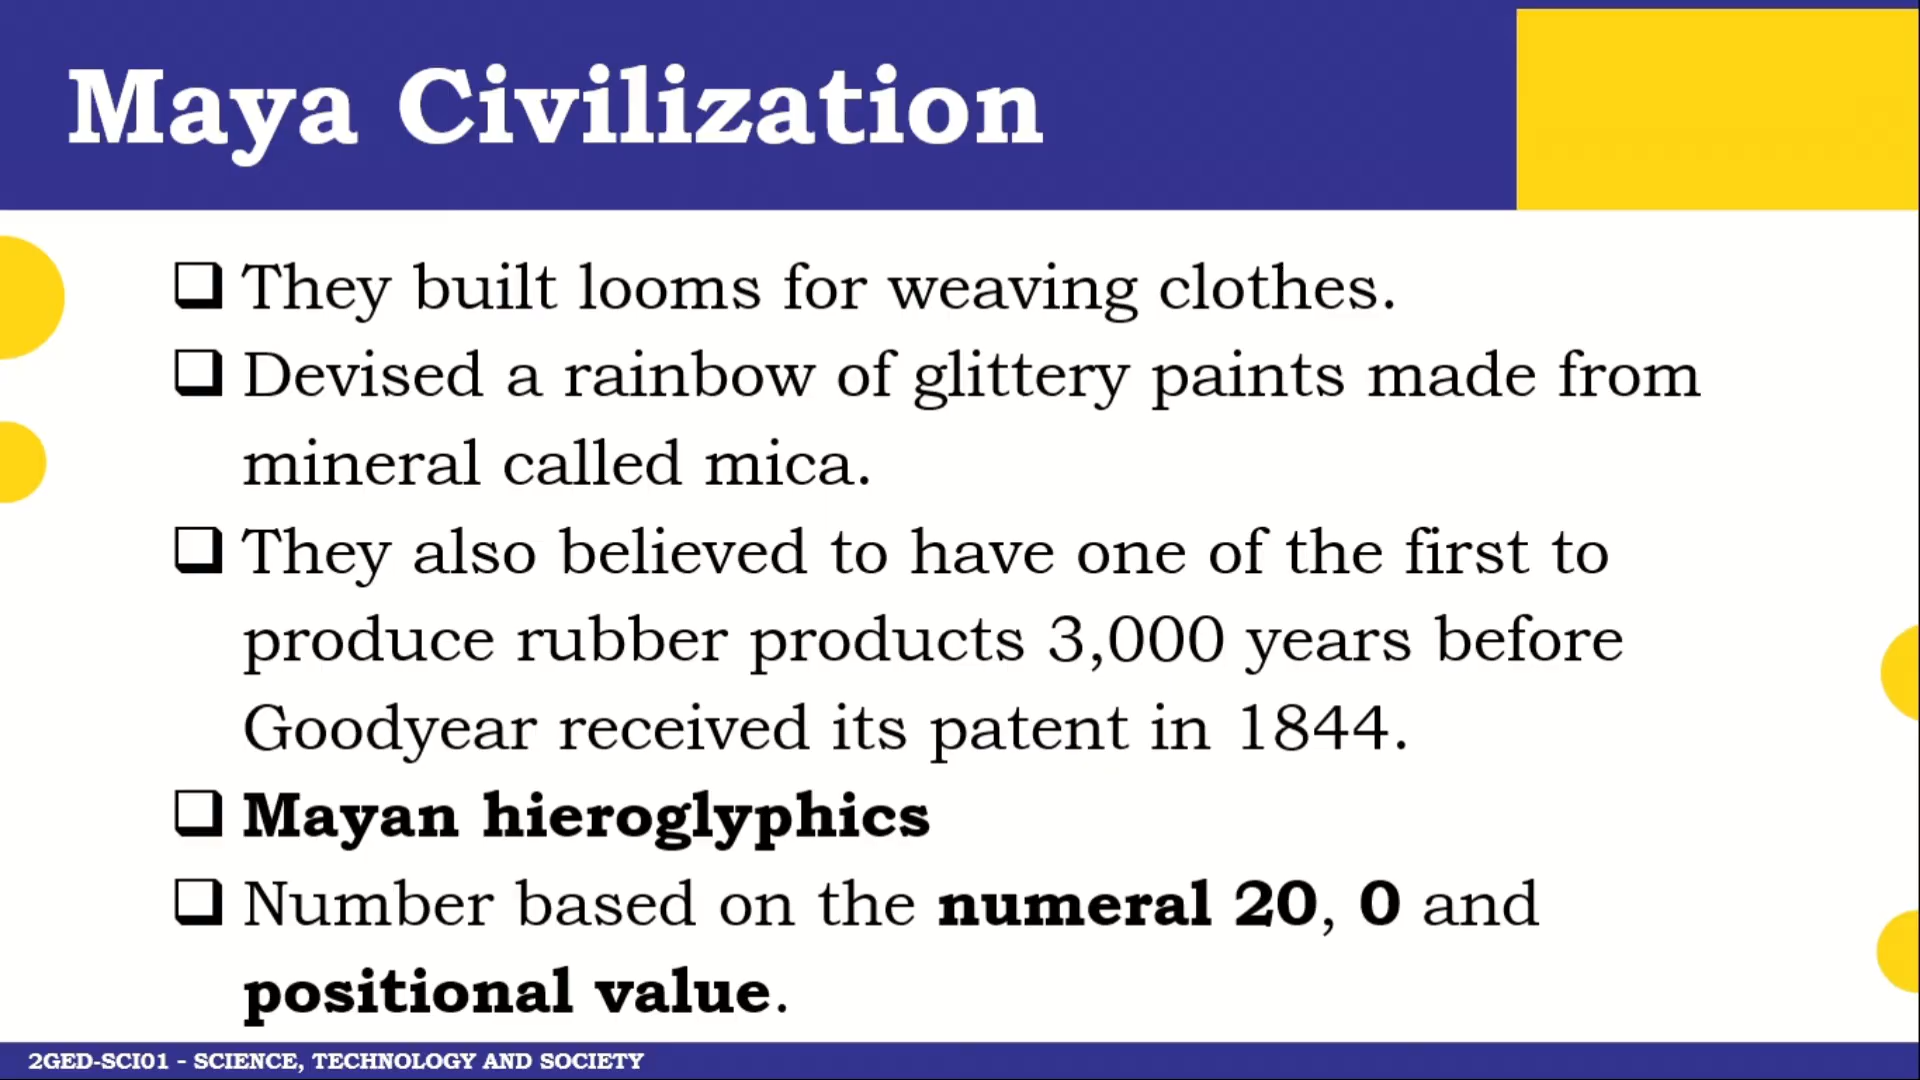 Maya Civilization
❑ They built looms for weaving clothes.
❑ Devised a rainbow of glittery paints made from
mineral called mica.
❑ They also believed to have one of the first to
produce rubber products 3,000 years before
Goodyear received its patent in 1844.
❑ Mayan hieroglyphics
❑ Number based on the numeral 20, 0 and
positional value.
2GED-SCI01 - SCIENCE, TECHNOLOGY AND SOCIETY